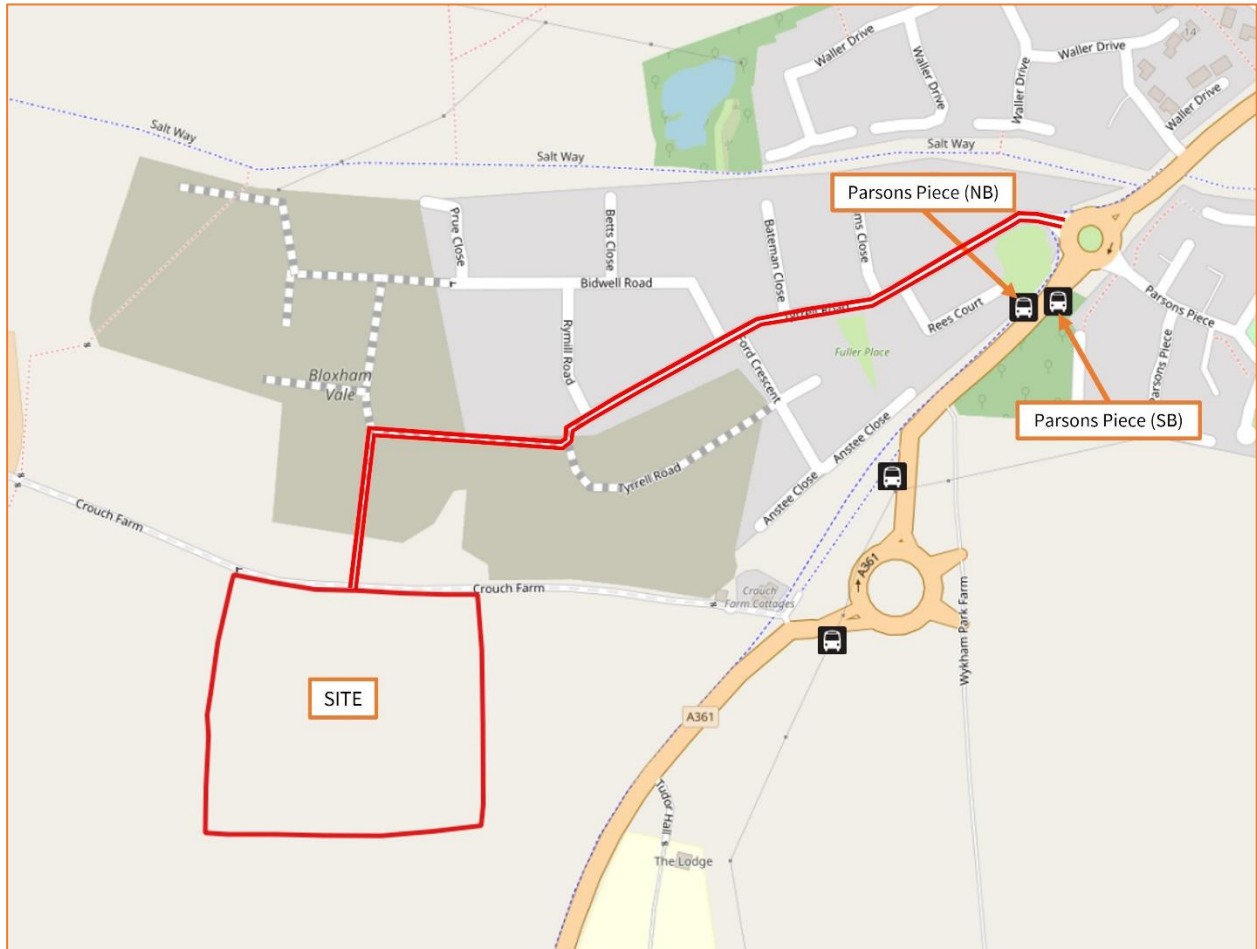 Waller Drive
Waller Drive
14
Waller Drive
Waller Drive
Waller Drive
Salt Way
Salt Way
Salt Way
Parsons Piece (NB)
Prue Close
Betts Close
Bateman Close
Bidwell Road
Rees Court
Parsons Piece
Parsons Piece
Rymill Road
Ford Crescent
Fuller Place
Bloxham
Vale
Parsons Piece (SB)
Anstee Close
Tyrrell Road
Anstee Close
Crouch Farm
A361
Crouch Farm
Crouch
Farm Cottages
Wykham Park Farm
SITE
A361
Tudor Hall
The Lodge